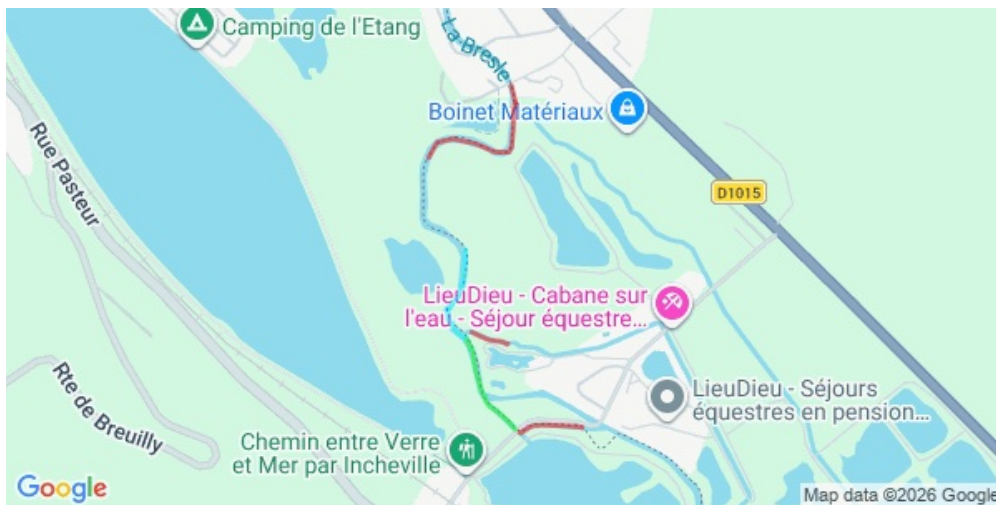 Camping de l'Etang
La Bresle
Boinet Matériaux
Rue Pasteur
D1015
LieuDieu - Cabane sur
l'eau - Séjour équestre...
Rte de Breuilly
LieuDieu - Séjours
équestres en pension...
Chemin entre Verre
et Mer par Incheville
Google
Map data ©2026 Google